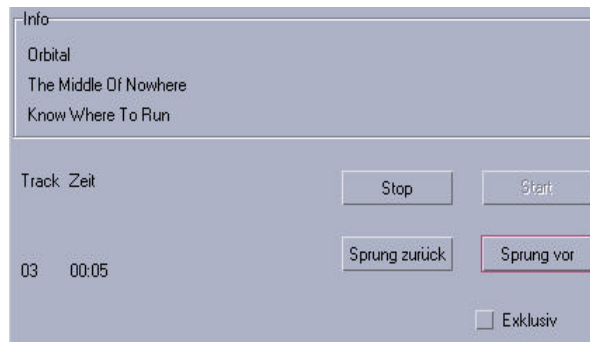 Info
Orbital
The Middle Of Nowhere
Know Where To Run
Track Zeit
Stop Start
Sprung zurück Sprung vor
03 00:05
Exklusiv